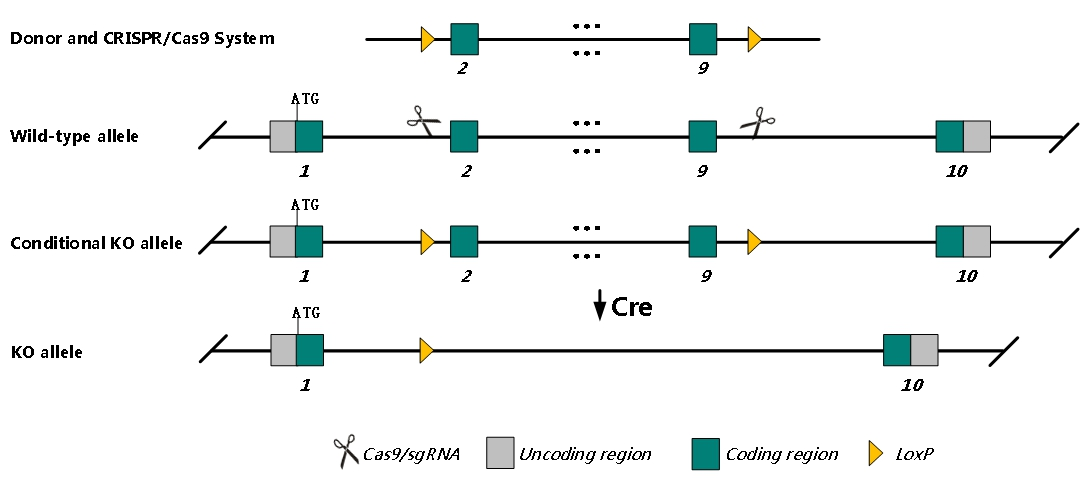 Donor and CRISPR/Cas9 System
2 9
ATG
Wild-type allele
1 2 9 10
ATG
Conditional KO allele
1 2 9 10
Cre
ATG
KO allele
1 10
Cas9/sgRNA Uncoding region Coding region LoxP